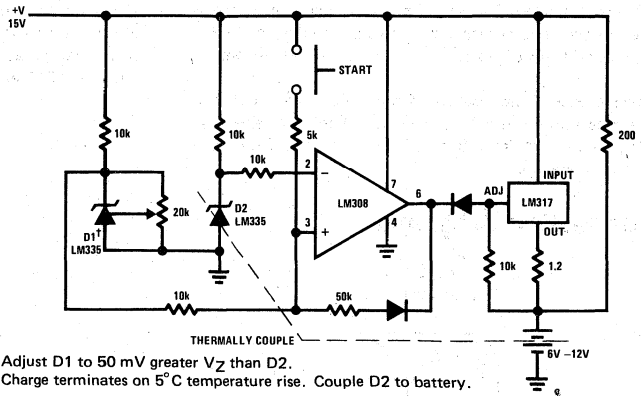 +V
15V
START
10k
10k
5k
200
10k
2
−
7
6
ADJ
INPUT
LM317
OUT
LM308
20k
D2
LM335
D1†
LM335
3
+
4
10k
1.2
10k
50k
THERMALLY COUPLE
6V –12V
Adjust D1 to 50 mV greater VZ than D2.
Charge terminates on 5°C temperature rise. Couple D2 to battery.